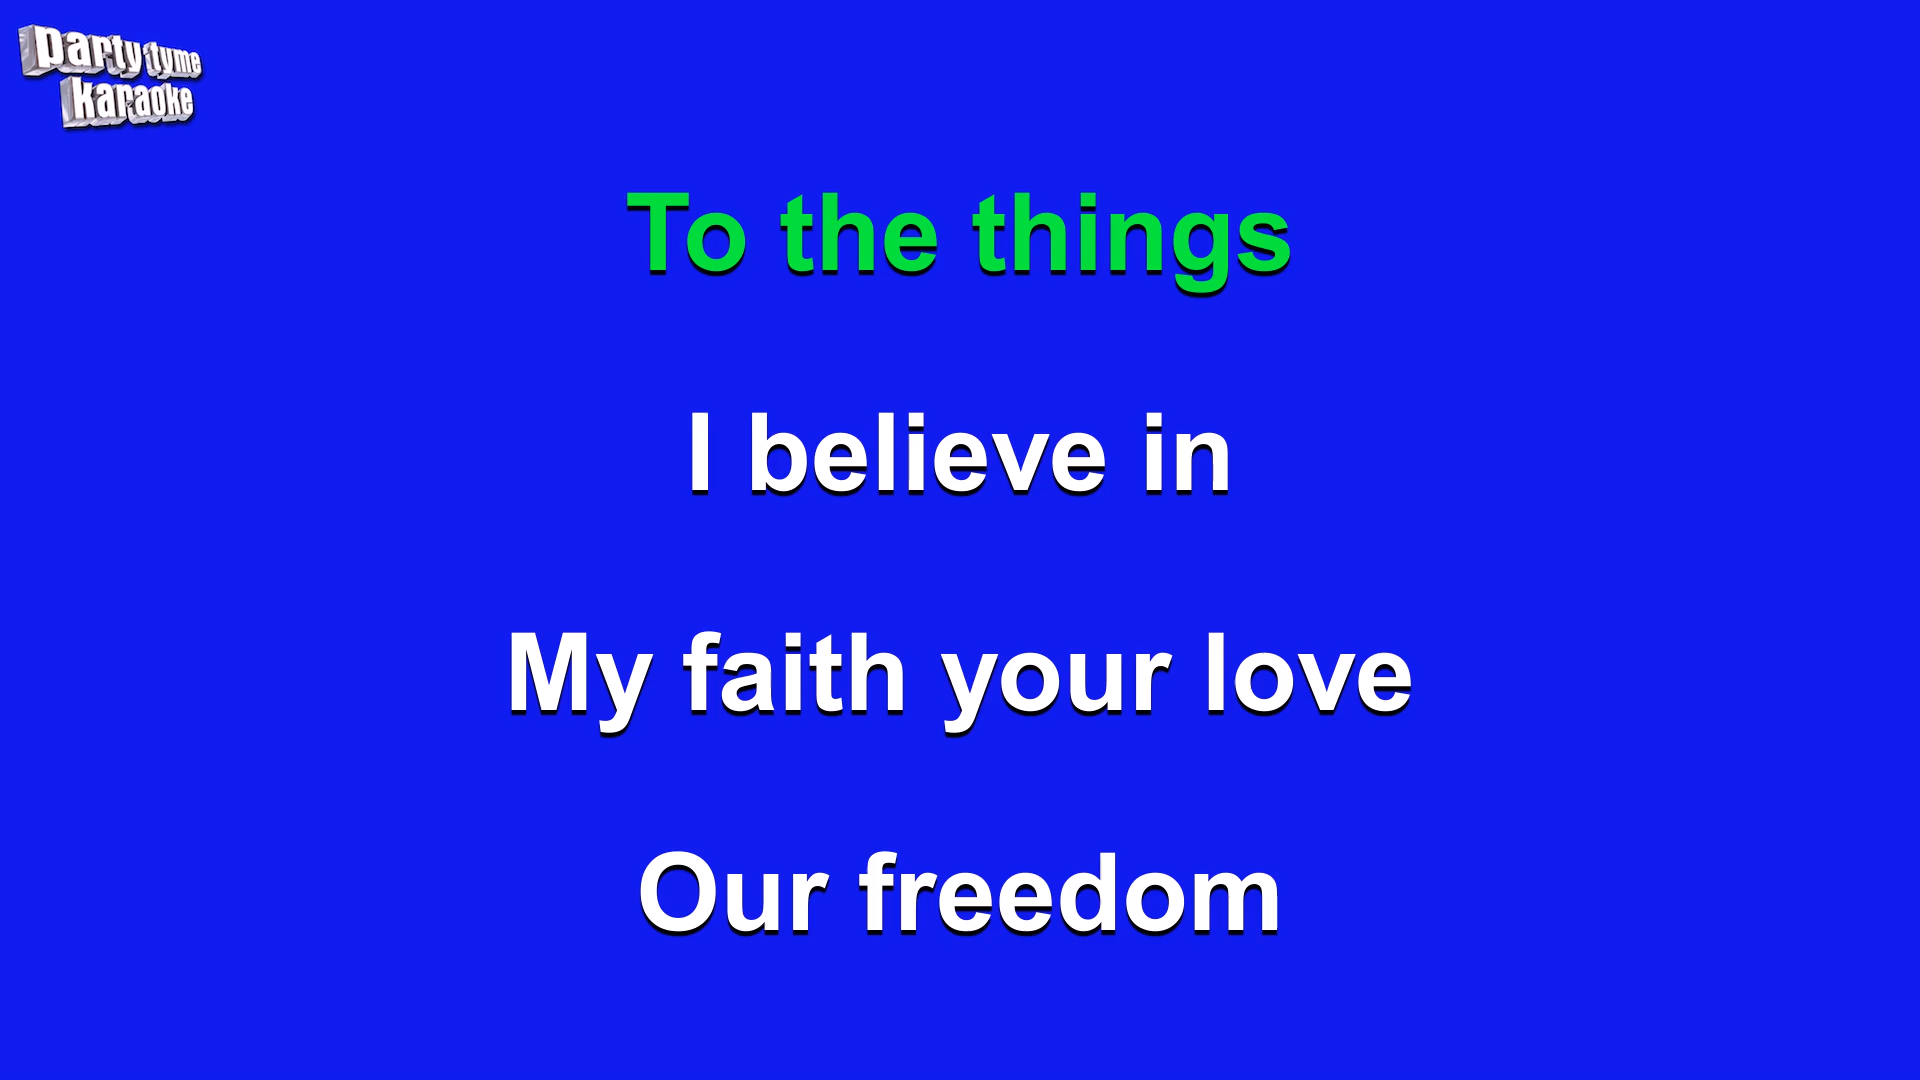 party tyme
karaoke
To the things
I believe in
My faith your love
Our freedom